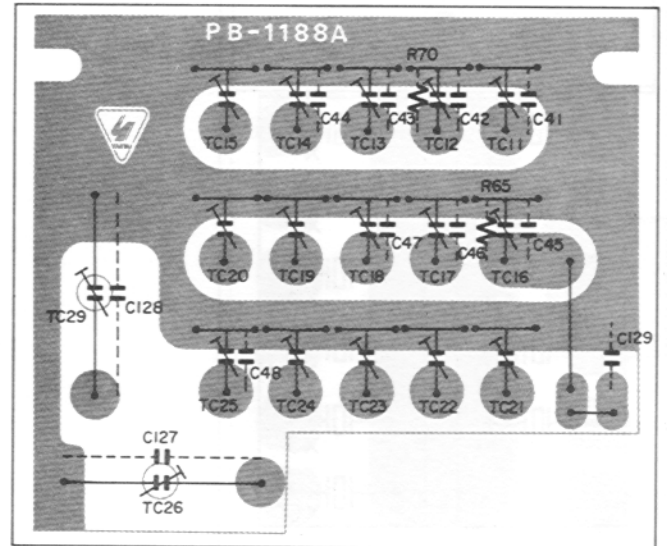 PB-1188A
R70
C44 C43 C42 C41
TC15 TC14 TC13 TC12 TC11
R65
C47 C46 C45
TC20 TC19 TC18 TC17 TC16
TC29 C128
C129
C48
TC25 TC24 TC23 TC22 TC21
C127
TC26